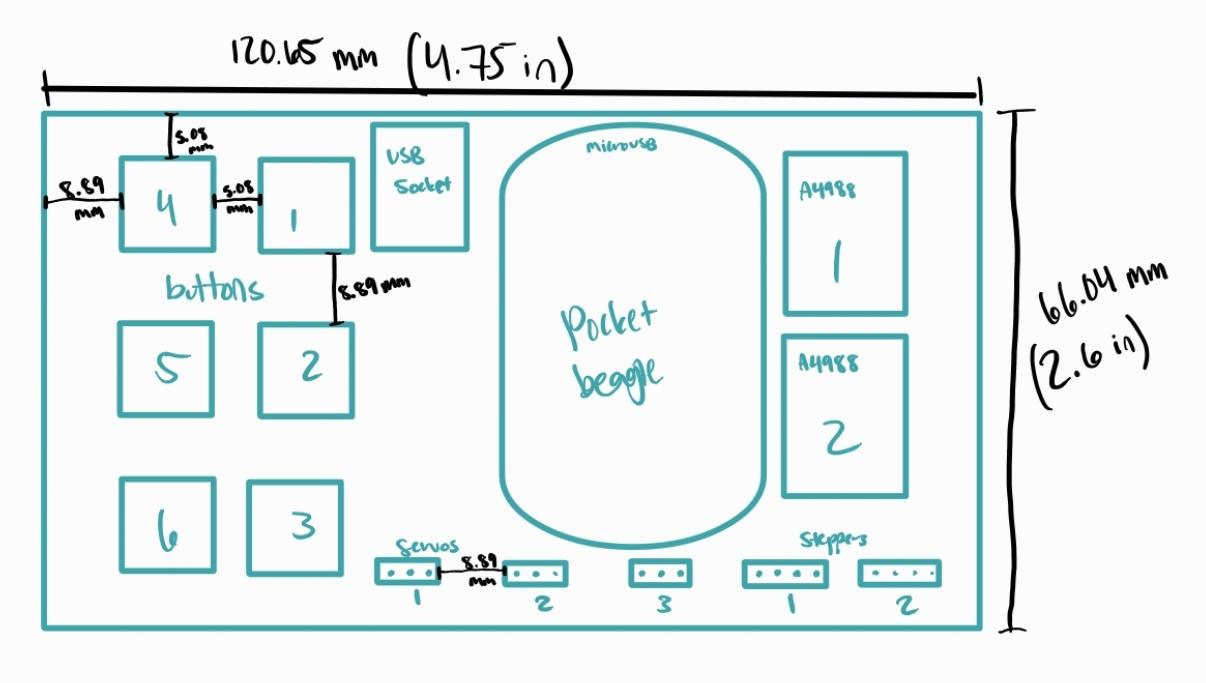 120.65 mm (4.75 in)
5.08
mm
8.89
mm
4
5.08
mm
1
USB
Socket
microUSB
A4988
1
buttons
8.89 mm
66.04 mm
(2.6 in)
Pocket
beagle
5
2
A4988
2
6
3
Servos
8.89
mm
1
2
3
Steppers
1
2